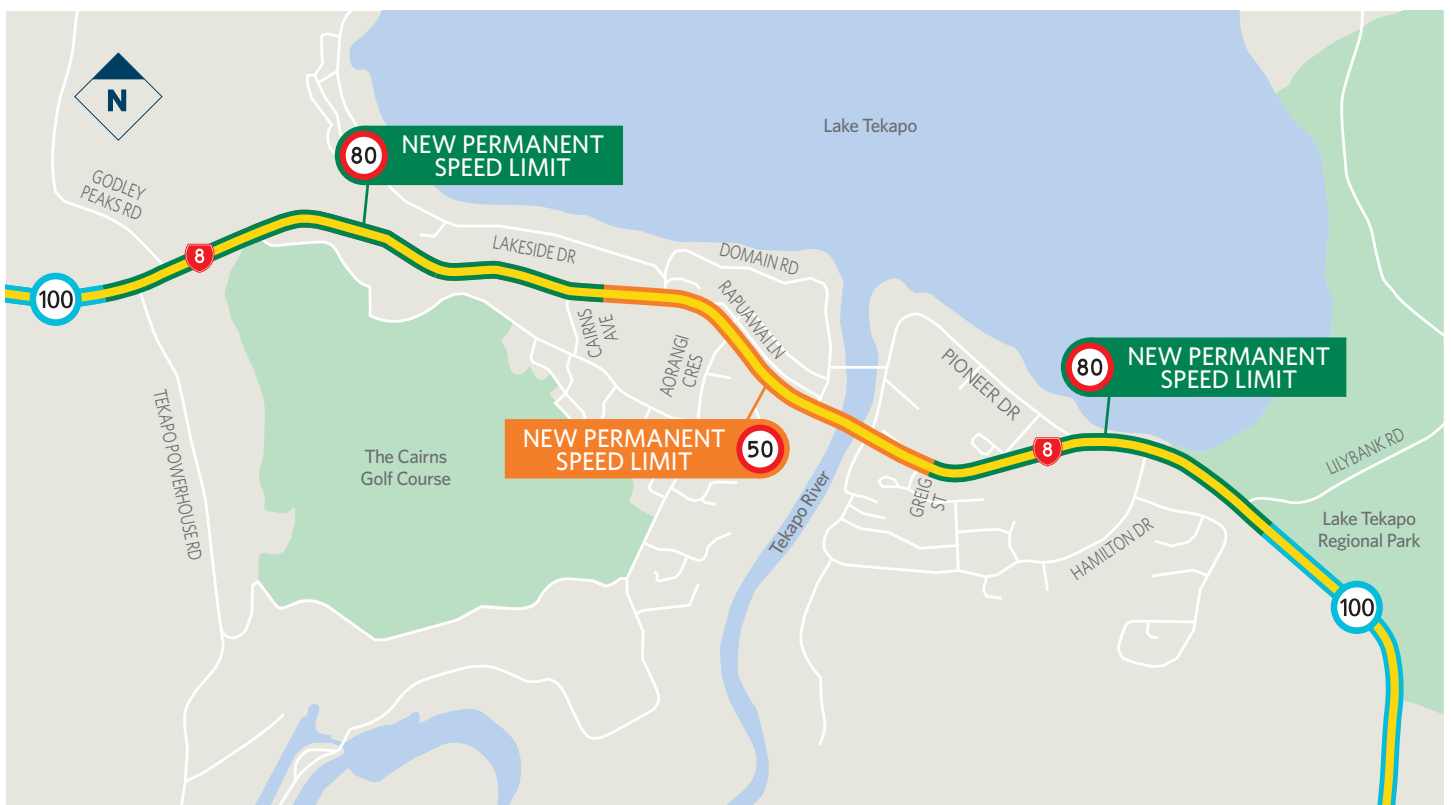 N
Lake Tekapo
80
NEW PERMANENT
SPEED LIMIT
GODLEY
PEAKS RD
8
100
LAKESIDE DR
DOMAIN RD
RAPUAWAI LN
CAIRNS
AVE
AORANGI
CRES
PIONEER DR
80
NEW PERMANENT
SPEED LIMIT
TEKAPO POWERHOUSE RD
The Cairns
Golf Course
NEW PERMANENT
SPEED LIMIT
50
8
LILYBANK RD
Tekapo River
GREIG
ST
HAMILTON DR
Lake Tekapo
Regional Park
100